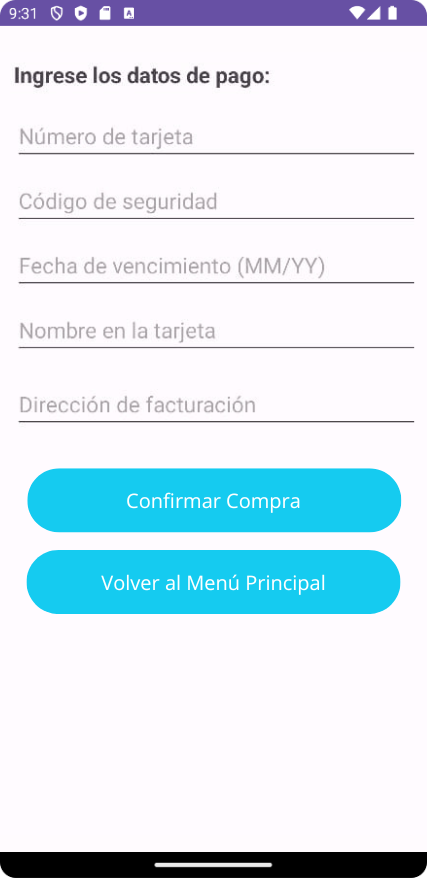 9:31
Ingrese los datos de pago:
Número de tarjeta
Código de seguridad
Fecha de vencimiento (MM/YY)
Nombre en la tarjeta
Dirección de facturación
Confirmar Compra
Volver al Menú Principal